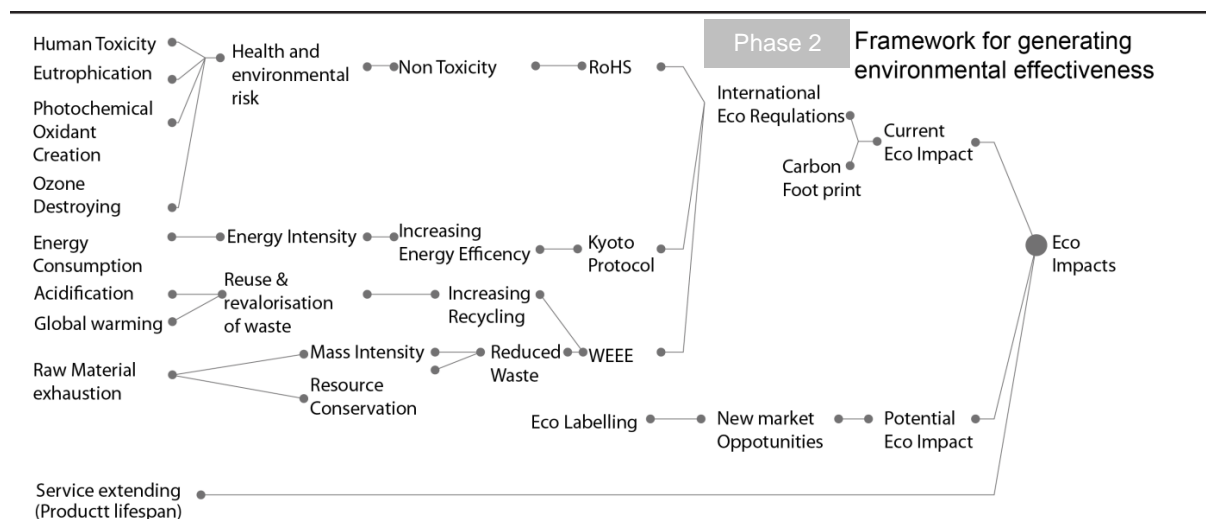 Phase 2
Framework for generating
environmental effectiveness
Human Toxicity
Eutrophication
Photochemical
Oxidant
Creation
Ozone
Destroying
Energy
Consumption
Acidification
Global warming
Raw Material
exhaustion
Service extending
(Productt lifespan)
Health and
environmental
risk
Energy Intensity
Reuse &
revalorisation
of waste
Mass Intensity
Resource
Conservation
Non Toxicity
Increasing
Energy Efficency
Increasing
Recycling
Reduced
Waste
RoHS
Kyoto
Protocol
WEEE
Eco Labelling
International
Eco Requlations
Carbon
Foot print
New market
Oppotunities
Current
Eco Impact
Potential
Eco Impact
Eco
Impacts